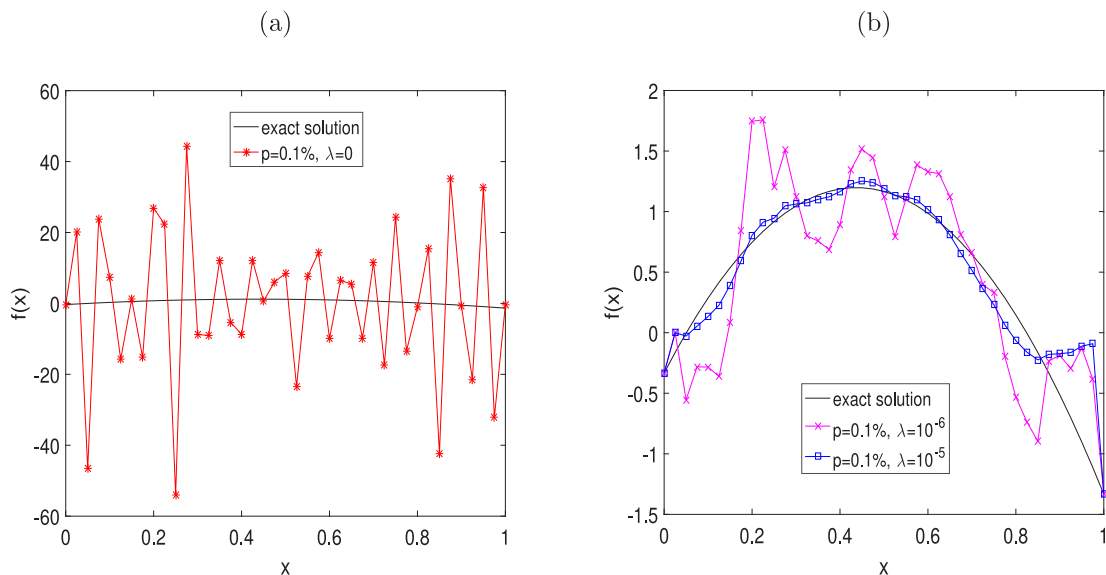 (a)
60
40
20
0
-20
-40
-60
f(x)
0
0.2
0.4
0.6
0.8
1
x
exact solution
p=0.1%, λ=0
(b)
2
1.5
1
0.5
0
-0.5
-1
-1.5
f(x)
0
0.2
0.4
0.6
0.8
1
x
exact solution
p=0.1%, λ=10⁻⁶
p=0.1%, λ=10⁻⁵